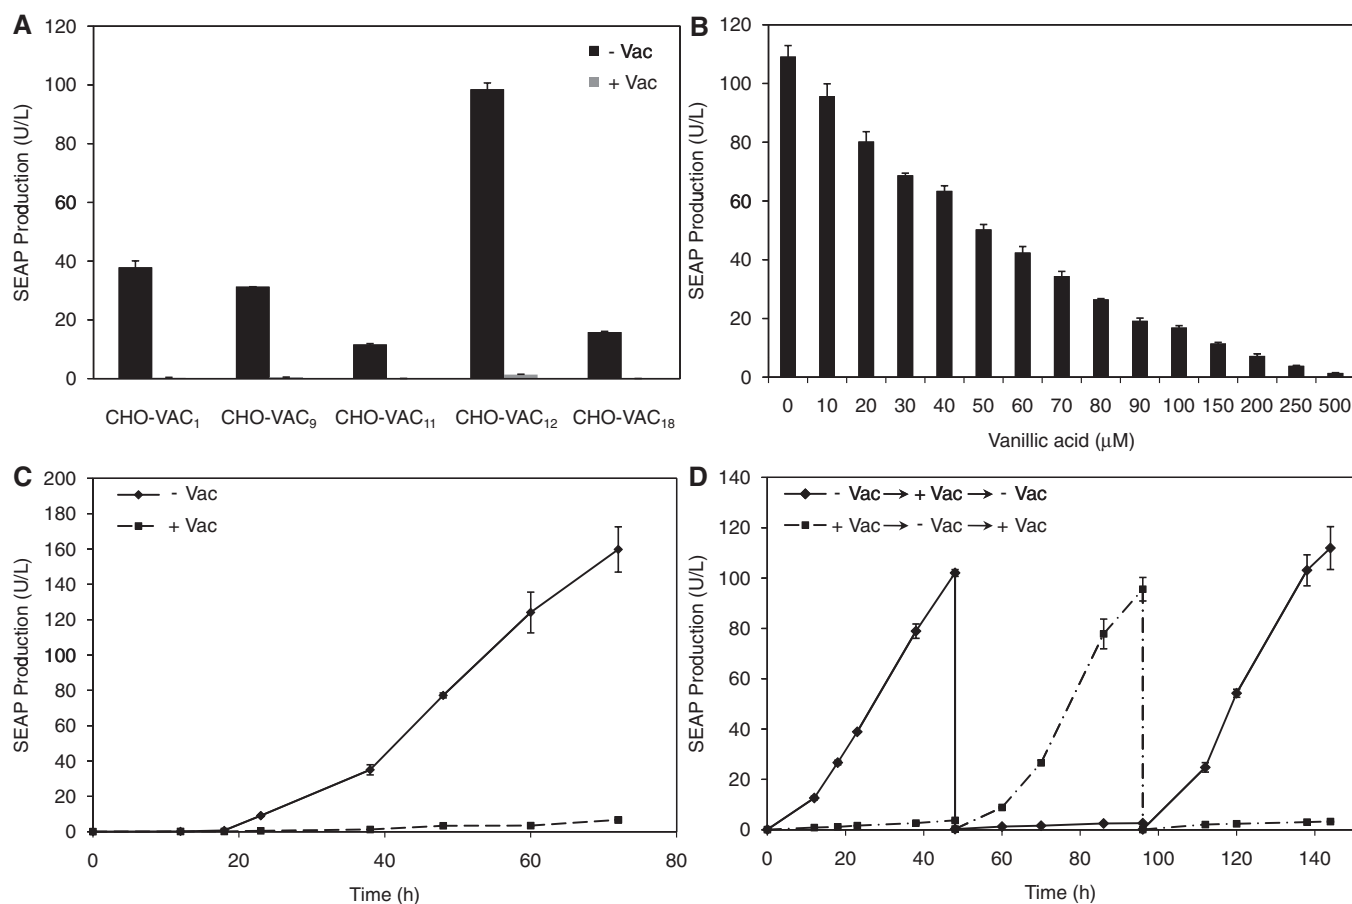 A
120
100
80
60
40
20
0
SEAP Production (U/L)
- Vac
+ Vac
CHO-VAC₁ CHO-VAC₉ CHO-VAC₁₁ CHO-VAC₁₂ CHO-VAC₁₈
B
120
100
80
60
40
20
0
SEAP Production (U/L)
0 10 20 30 40 50 60 70 80 90 100 150 200 250 500
Vanillic acid (μM)
C
200
180
160
140
120
100
80
60
40
20
0
SEAP Production (U/L)
- Vac
+ Vac
0 20 40 60 80
Time (h)
D
140
120
100
80
60
40
20
0
SEAP Production (U/L)
- Vac → + Vac → - Vac
+ Vac → - Vac → + Vac
0 20 40 60 80 100 120 140
Time (h)